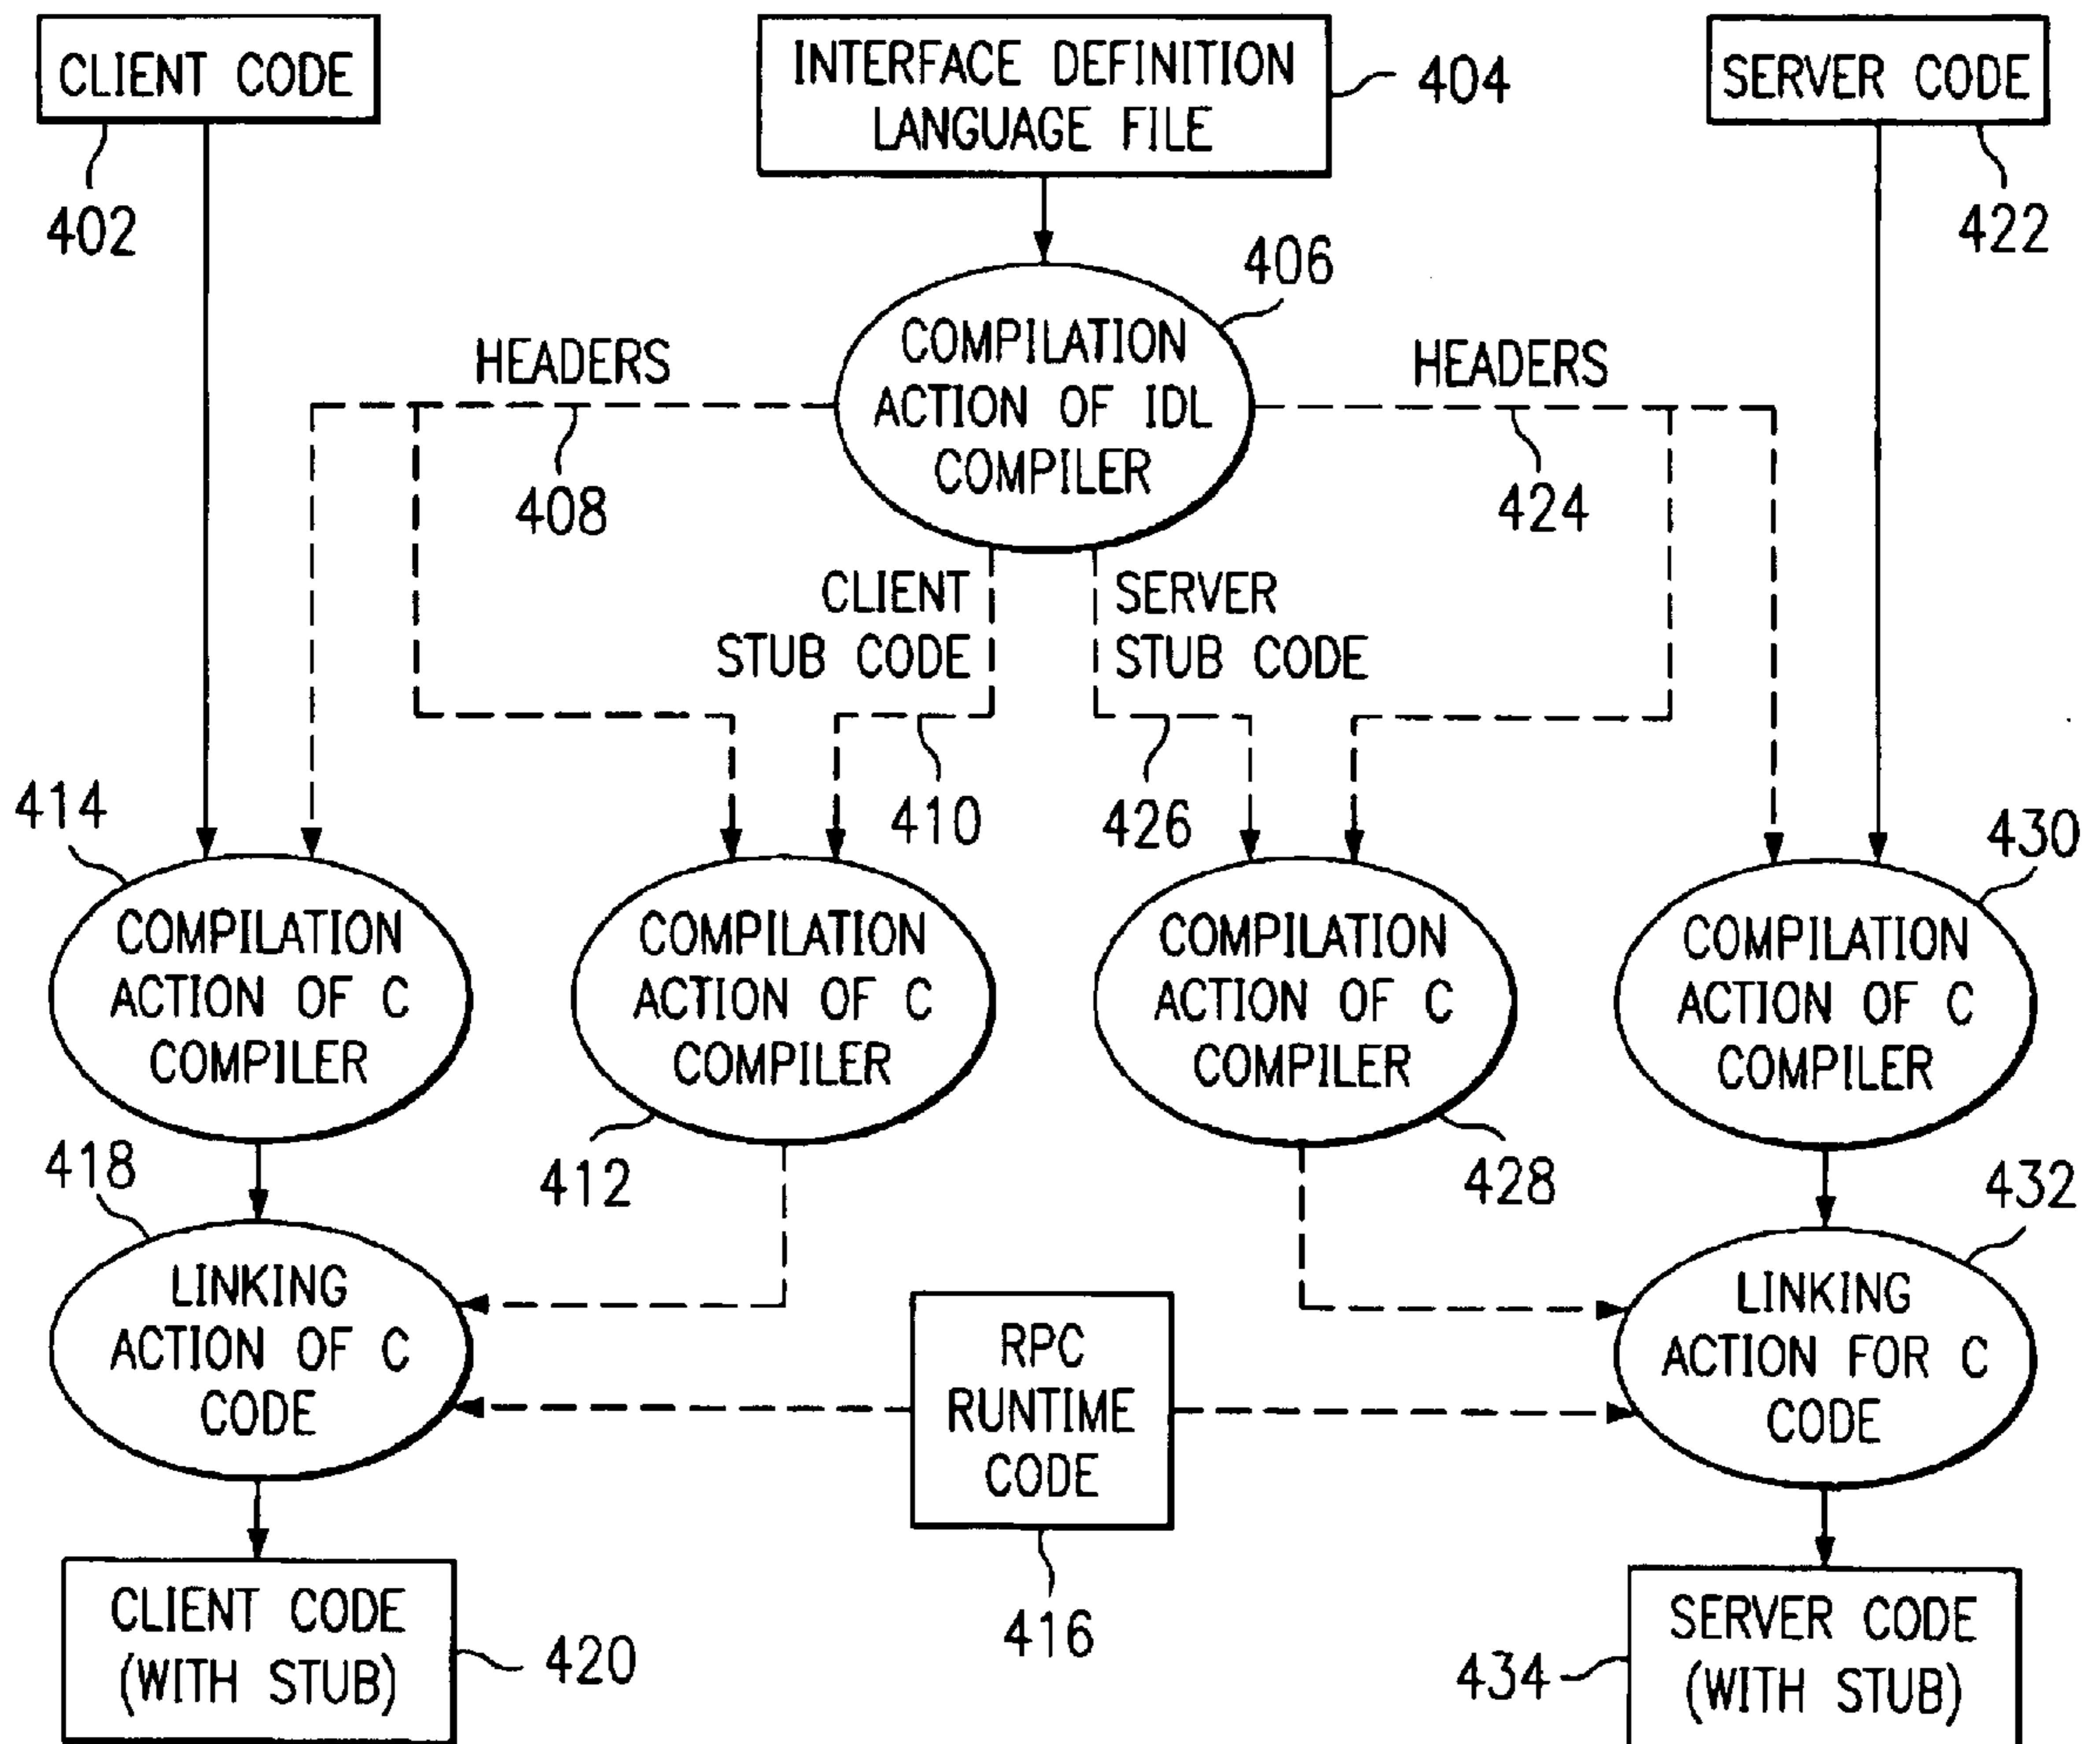 CLIENT CODE
402
INTERFACE DEFINITION
LANGUAGE FILE
404
SERVER CODE
422
406
COMPILATION
ACTION OF IDL
COMPILER
HEADERS
408
HEADERS
424
CLIENT
STUB CODE
410
SERVER
STUB CODE
426
414
COMPILATION
ACTION OF C
COMPILER
COMPILATION
ACTION OF C
COMPILER
412
COMPILATION
ACTION OF C
COMPILER
428
430
COMPILATION
ACTION OF C
COMPILER
418
LINKING
ACTION OF C
CODE
RPC
RUNTIME
CODE
416
432
LINKING
ACTION FOR C
CODE
CLIENT CODE
(WITH STUB)
420
434
SERVER CODE
(WITH STUB)